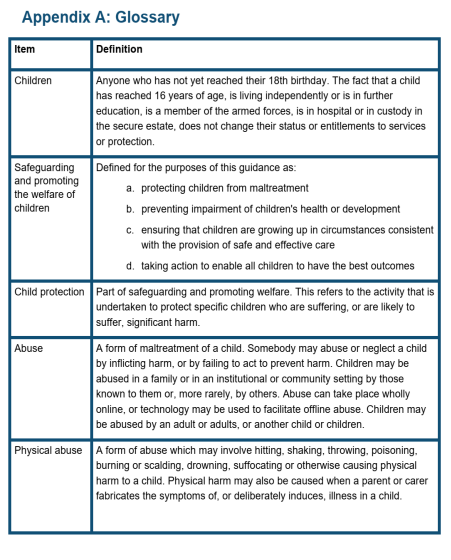 Appendix A: Glossary
Item
Definition
Children
Anyone who has not yet reached their 18th birthday. The fact that a child
has reached 16 years of age, is living independently or is in further
education, is a member of the armed forces, is in hospital or in custody in
the secure estate, does not change their status or entitlements to services
or protection.
Safeguarding
and promoting
the welfare of
children
Defined for the purposes of this guidance as:
a. protecting children from maltreatment
b. preventing impairment of children's health or development
c. ensuring that children are growing up in circumstances consistent
with the provision of safe and effective care
d. taking action to enable all children to have the best outcomes
Child protection
Part of safeguarding and promoting welfare. This refers to the activity that is
undertaken to protect specific children who are suffering, or are likely to
suffer, significant harm.
Abuse
A form of maltreatment of a child. Somebody may abuse or neglect a child
by inflicting harm, or by failing to act to prevent harm. Children may be
abused in a family or in an institutional or community setting by those
known to them or, more rarely, by others. Abuse can take place wholly
online, or technology may be used to facilitate offline abuse. Children may
be abused by an adult or adults, or another child or children.
Physical abuse
A form of abuse which may involve hitting, shaking, throwing, poisoning,
burning or scalding, drowning, suffocating or otherwise causing physical
harm to a child. Physical harm may also be caused when a parent or carer
fabricates the symptoms of, or deliberately induces, illness in a child.